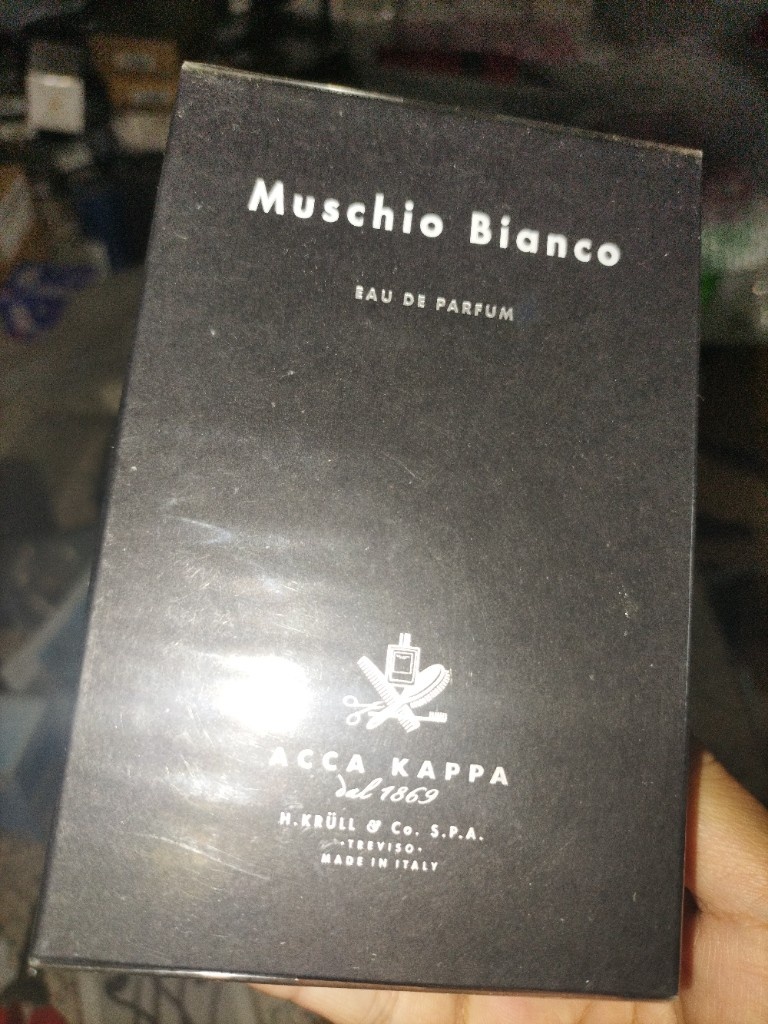 Muschio Bianco
EAU DE PARFUM
ACCA KAPPA
dal 1869
H.KRÜLL & Co. S.P.A.
·TREVISO·
MADE IN ITALY